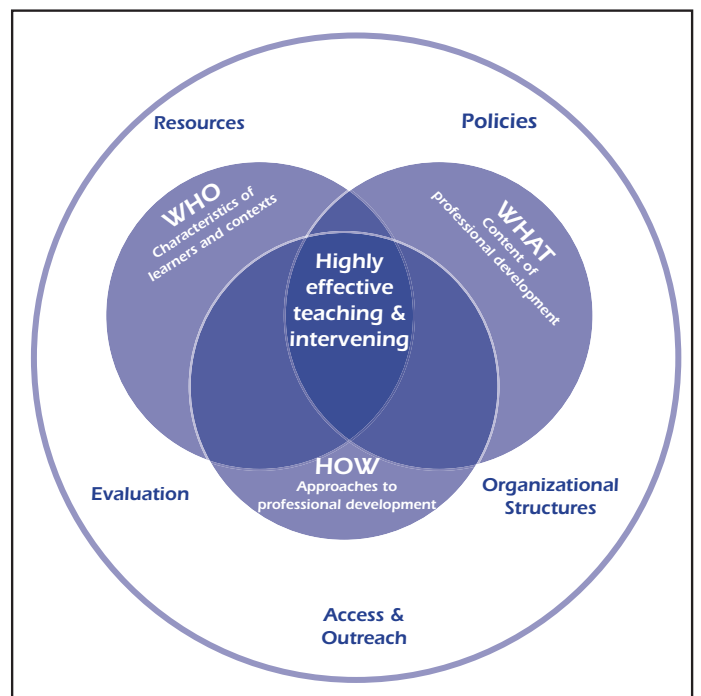 Resources
Policies
WHO
Characteristics of
learners and contexts
WHAT
Content of
professional development
Highly
effective
teaching &
intervening
HOW
Approaches to
professional development
Evaluation
Organizational
Structures
Access &
Outreach